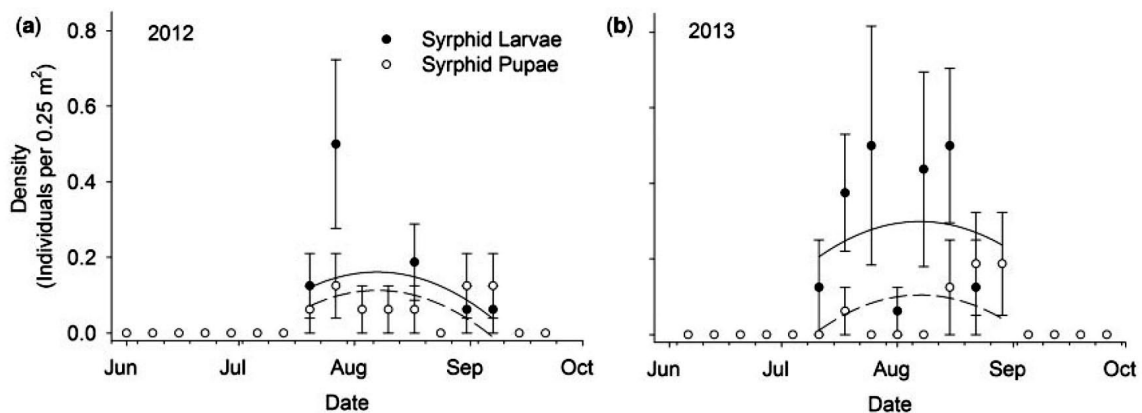 (a)
2012
Syrphid Larvae
Syrphid Pupae
Density
(Individuals per 0.25 m²)
0.8
0.6
0.4
0.2
0.0
Jun Jul Aug Sep Oct
Date
(b)
2013
Jun Jul Aug Sep Oct
Date